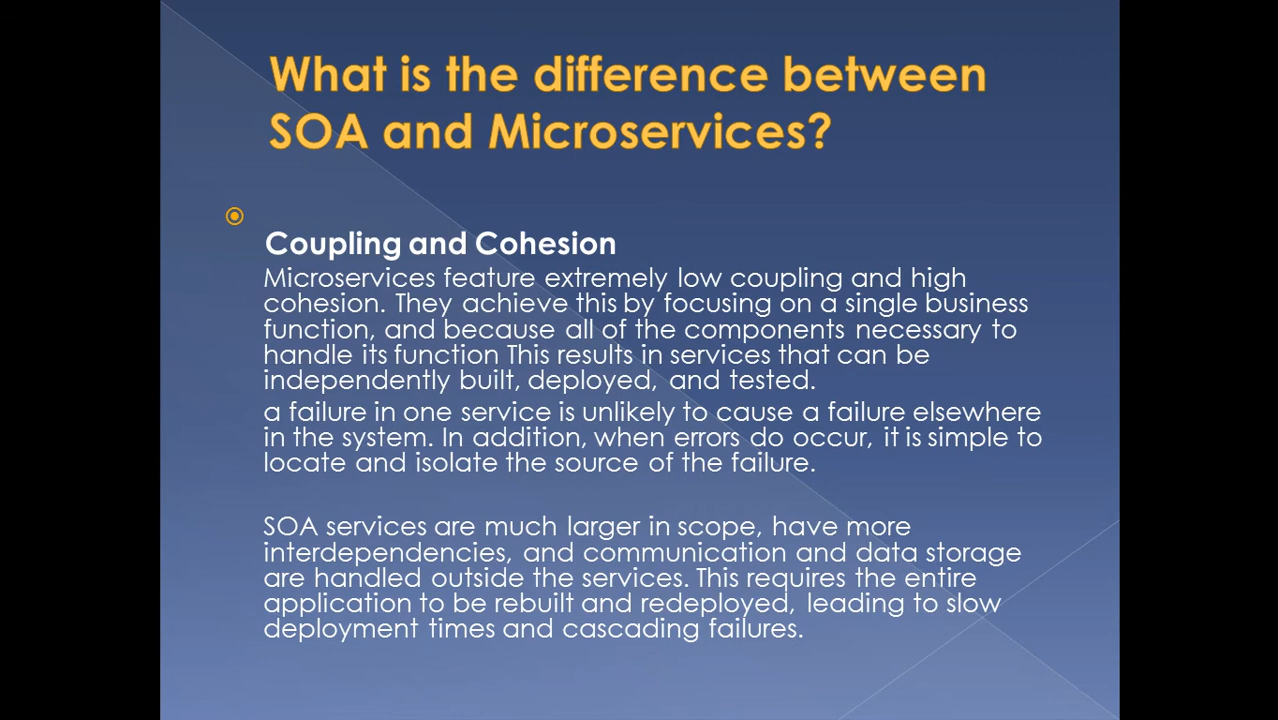 What is the difference between
SOA and Microservices?
Coupling and Cohesion
Microservices feature extremely low coupling and high
cohesion. They achieve this by focusing on a single business
function, and because all of the components necessary to
handle its function This results in services that can be
independently built, deployed, and tested.
a failure in one service is unlikely to cause a failure elsewhere
in the system. In addition, when errors do occur, it is simple to
locate and isolate the source of the failure.
SOA services are much larger in scope, have more
interdependencies, and communication and data storage
are handled outside the services. This requires the entire
application to be rebuilt and redeployed, leading to slow
deployment times and cascading failures.